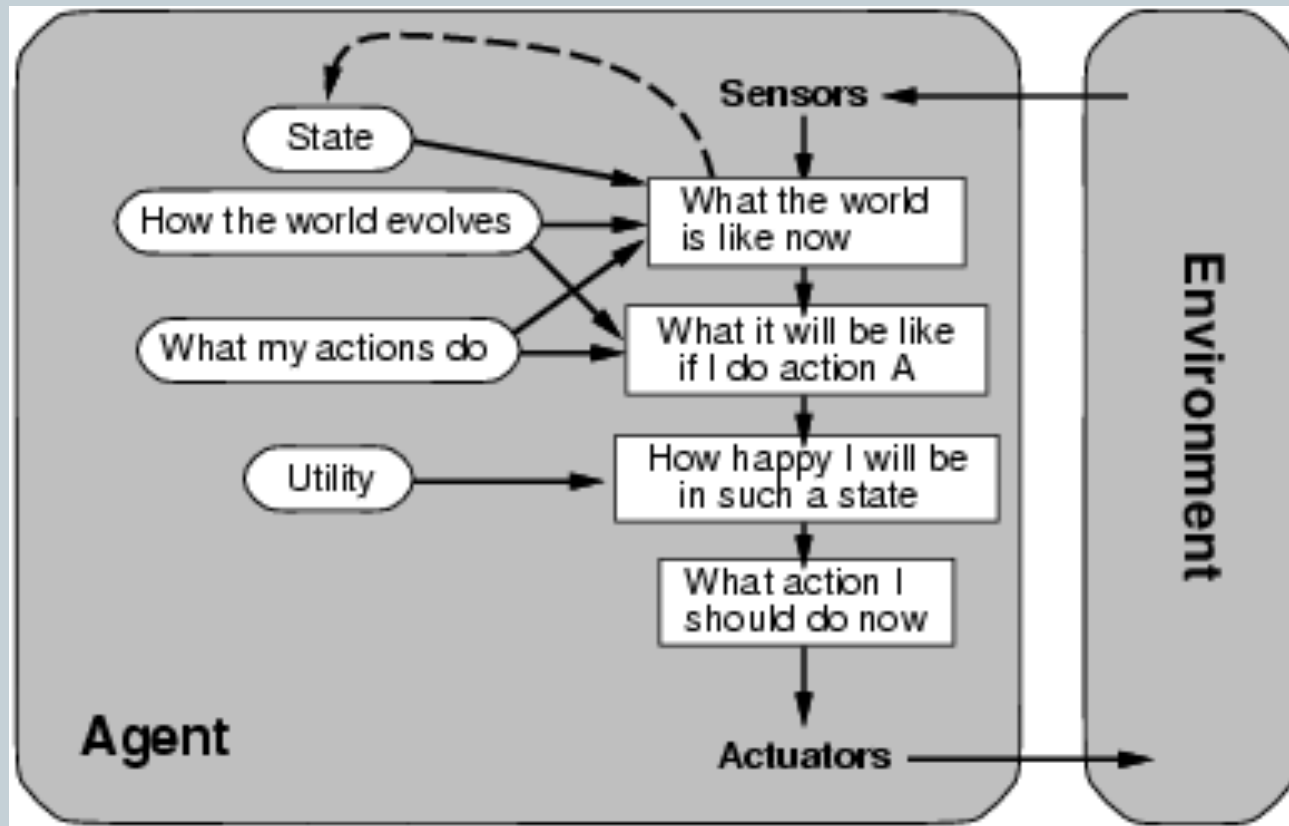 Sensors
State
What the world
is like now
How the world evolves
What it will be like
if I do action A
What my actions do
How happy I will be
in such a state
Utility
What action I
should do now
Agent
Actuators
Environment